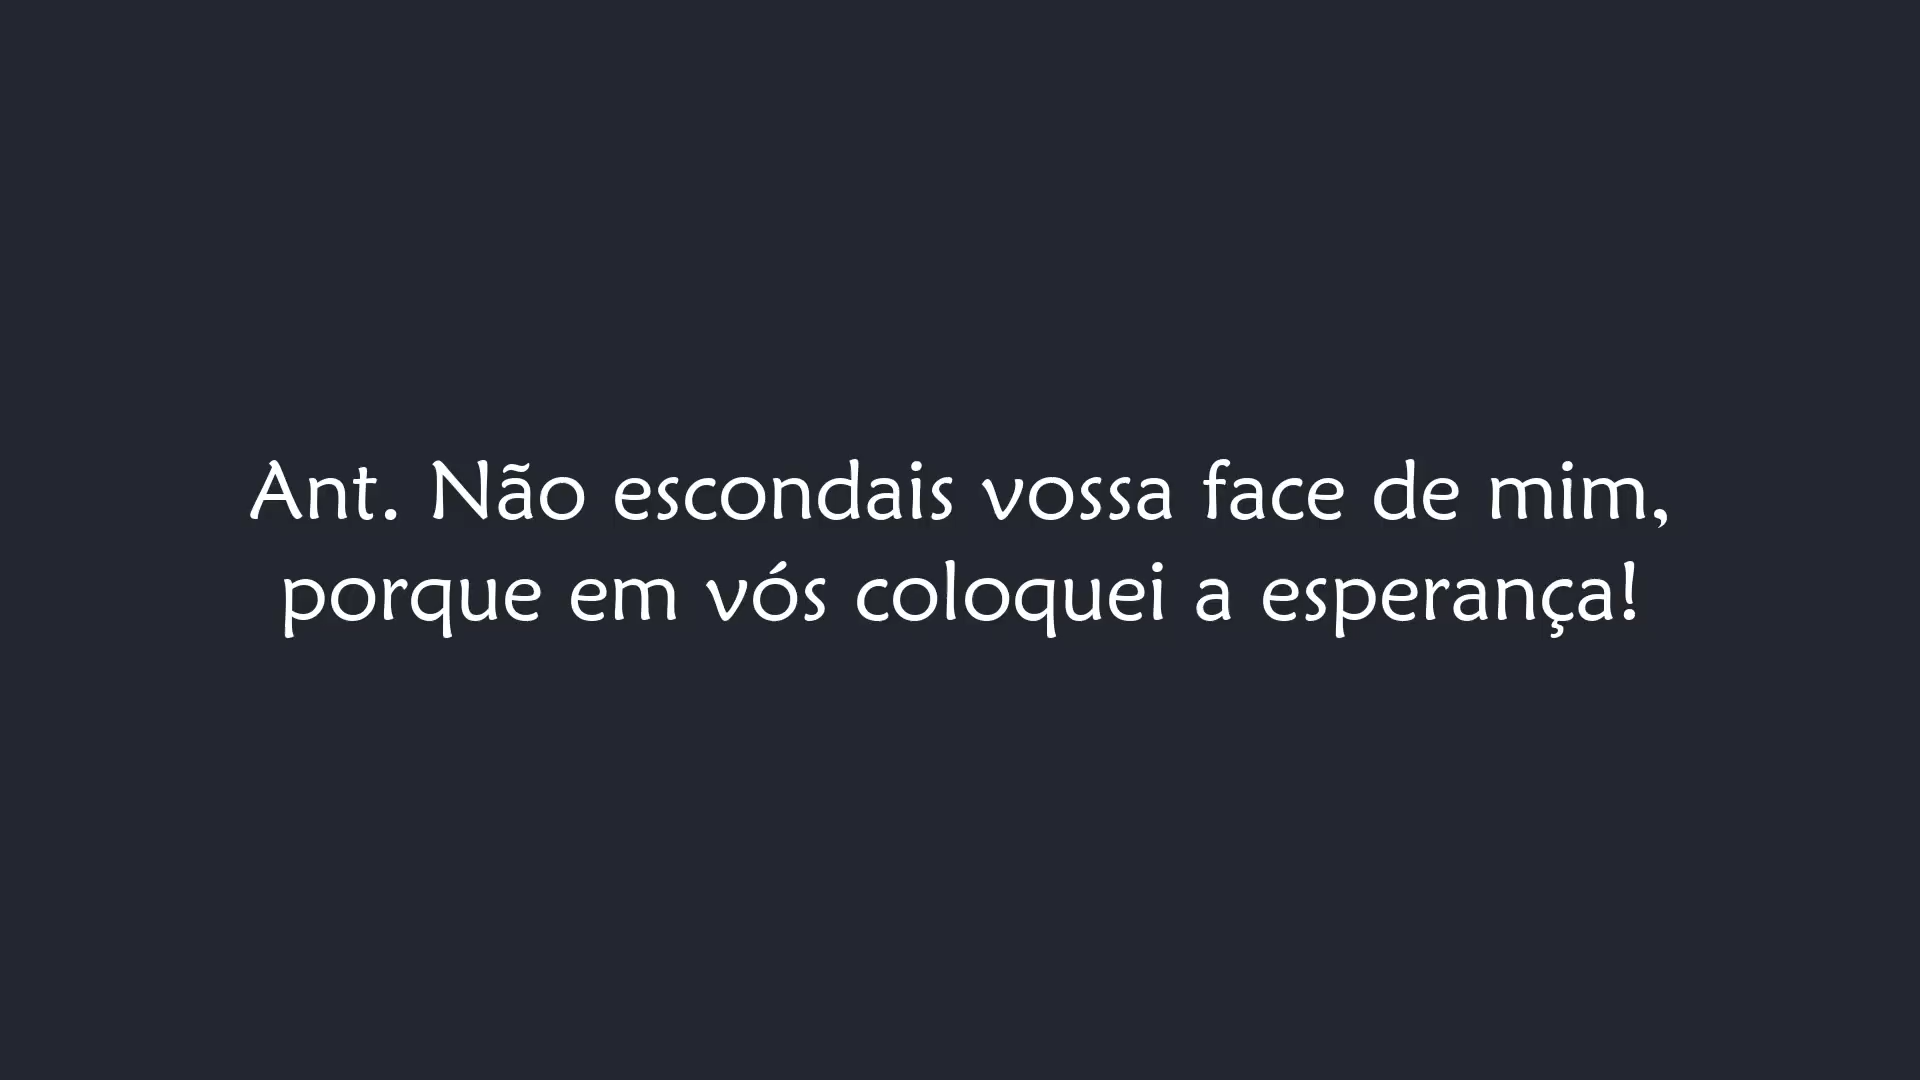 Ant. Não escondais vossa face de mim,
porque em vós coloquei a esperança!